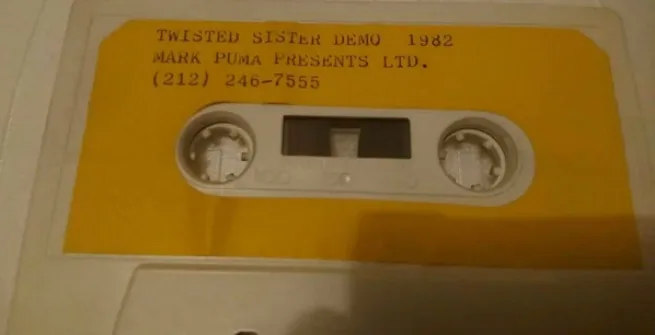 TWISTED SISTER DEMO 1982
MARK PUMA PRESENTS LTD.
(212) 246-7555